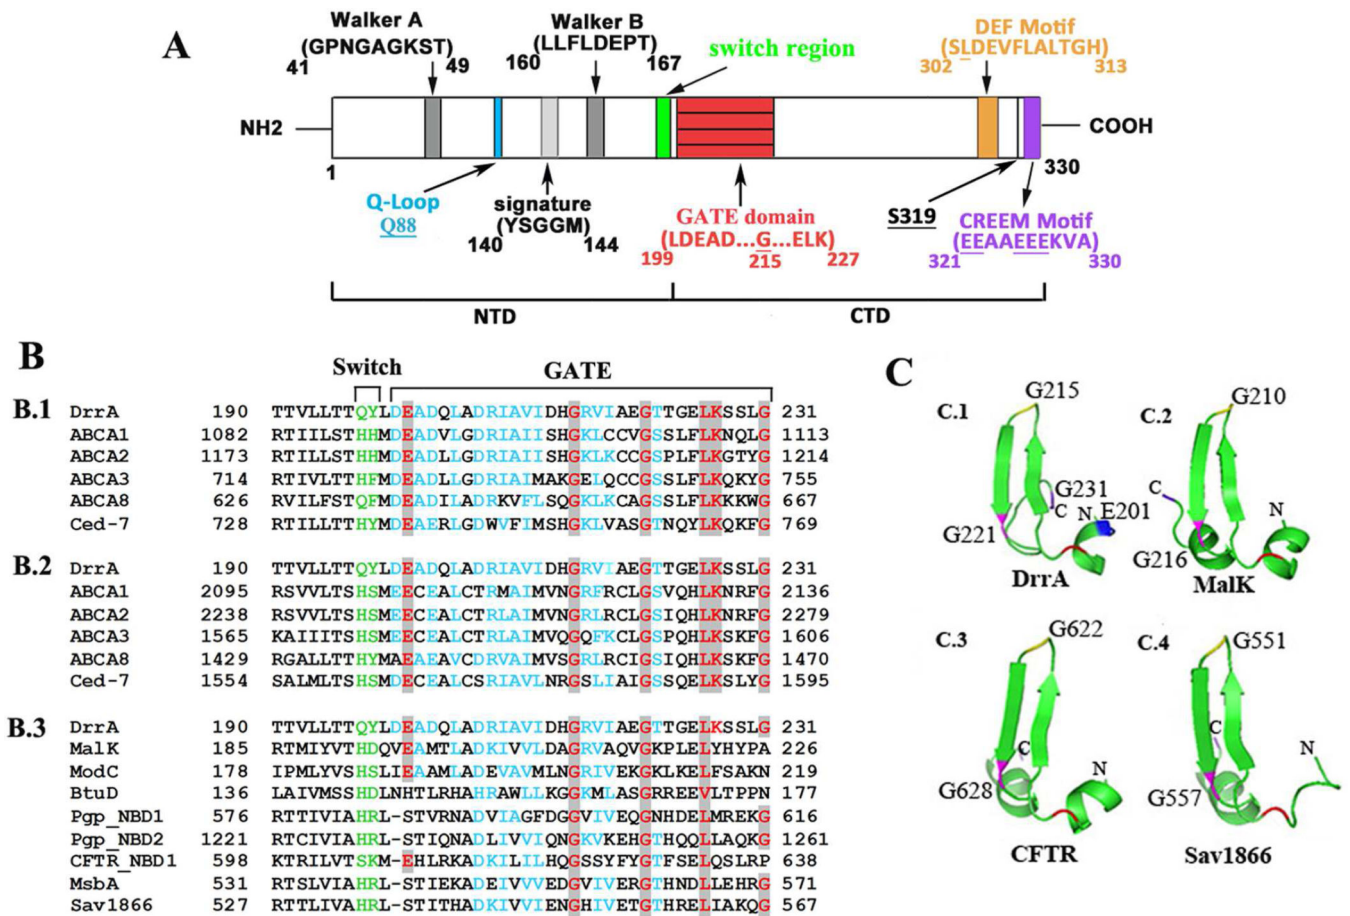 A
Walker A
(GPNGAGKST)
41 49
Walker B
(LLFLDEPT)
160 167
switch region
DEF Motif
(SLDEVFLALTGH)
302 313
NH2
COOH
1
330
Q-Loop
Q88
signature
(YSGGM)
140 144
GATE domain
(LDEAD...G...ELK)
199 215 227
S319
CREEM Motif
(EEAAEEEKVA)
321 330
NTD
CTD
B
Switch GATE
B.1
DrrA 190 TTVLLTTQYLDEADQLADRIAVIDHGRVIAEGTTGELKSSLG 231
ABCA1 1082 RTIILSTHHMDEADVLGDRIAIISHGKLCCVGSSLFLKNQLG 1113
ABCA2 1173 RTILLSTHHMDEADLLGDRIAIISHGKLKCCGSPLFLKGTYG 1214
ABCA3 714 RTIVLTTHFMDEADLLGDRIAIMAKGELQCCGSSLFLKQKYG 755
ABCA8 626 RVILFSTQFMDEADILADRKVFLSQGKLKCAGSSLFLKKKWG 667
Ced-7 728 RTILLTTHYMDEAERLGDWVFIMSHGKLVASGTNQYLKQKFG 769
B.2
DrrA 190 TTVLLTTQYLDEADQLADRIAVIDHGRVIAEGTTGELKSSLG 231
ABCA1 2095 RSVVLTSHSMEECEALCTRMAIMVNGRFRCLGSVQHLKNRFG 2136
ABCA2 2238 RSVVLTSHSMEECEALCTRLAIMVNGRLRCLGSIQHLKNRFG 2279
ABCA3 1565 KAIIITSHSMEECEALCTRLAIMVQGQFKCLGSPQHLKSKFG 1606
ABCA8 1429 RGALLTTHYMAEAEAVCDRVAIMVSGRLRCIGSIQHLKSKFG 1470
Ced-7 1554 SALMLTSHSMDECEALCSRIAVLNRGSLIAIGSSQELKSLYG 1595
B.3
DrrA 190 TTVLLTTQYLDEADQLADRIAVIDHGRVIAEGTTGELKSSLG 231
MalK 185 RTMIYVTHDQVEAMTLADKIVVLDAGRVAQVGKPLELYHYPA 226
ModC 178 IPMLYVSHSLIEAAMLADEVAVMLNGRIVEKGKLKELFSAKN 219
BtuD 136 LAIVMSSHDLNHTLRHAHRAWLLKGGKMLASGRREEVLTPPN 177
Pgp_NBD1 576 RTTIVIAHRL-STVRNADVIAGFDGGVIVEQGNHDELMREKG 616
Pgp_NBD2 1221 RTCIVIAHRL-STIQNADLIVVIQNGKVKEHGTHQQLLAQKG 1261
CFTR_NBD1 598 KTRILVTSKM-EHLRKADKILILHQGSSYFYGTFSELQSLRP 638
MsbA 531 RTSLVIAHRL-STIEKADEIVVVEDGVIVERGTHNDLLEHRG 571
Sav1866 527 RTTLIVAHRL-STITHADKIVVIENGHIVETGTHRELIAKQG 567
C
C.1
G215
G231
C
N
E201
G221
DrrA
C.2
G210
C
N
G216
MalK
C.3
G622
C
N
G628
CFTR
C.4
G551
C
N
G557
Sav1866